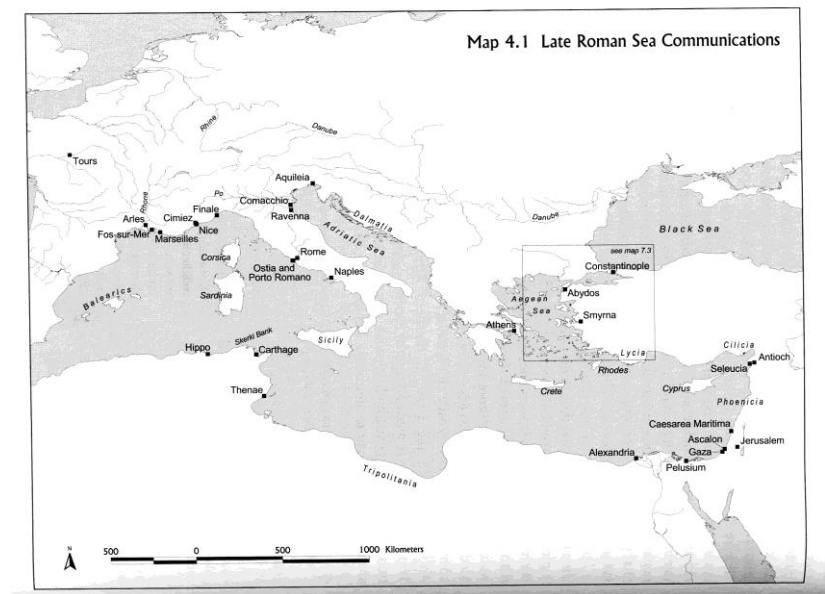 Map 4.1 Late Roman Sea Communications
Rhine
Danube
Tours
Aquileia
Rhone
Po
Comacchio
Ravenna
Finale
Arles
Cimiez
Nice
Fos-sur-Mer
Marseilles
Dalmatia
Adriatic Sea
Danube
Black Sea
see map 7.3
Constantinople
Corsica
Rome
Ostia and
Porto Romano
Naples
Balearics
Sardinia
Aegean
Sea
Abydos
Smyrna
Athens
Skerki Bank
Sicily
Hippo
Carthage
Lycia
Cilicia
Antioch
Seleucia
Rhodes
Crete
Cyprus
Phoenicia
Thenae
Caesarea Maritima
Ascalon
Jerusalem
Gaza
Alexandria
Pelusium
Tripolitania
N
500
0
500
1000 Kilometers